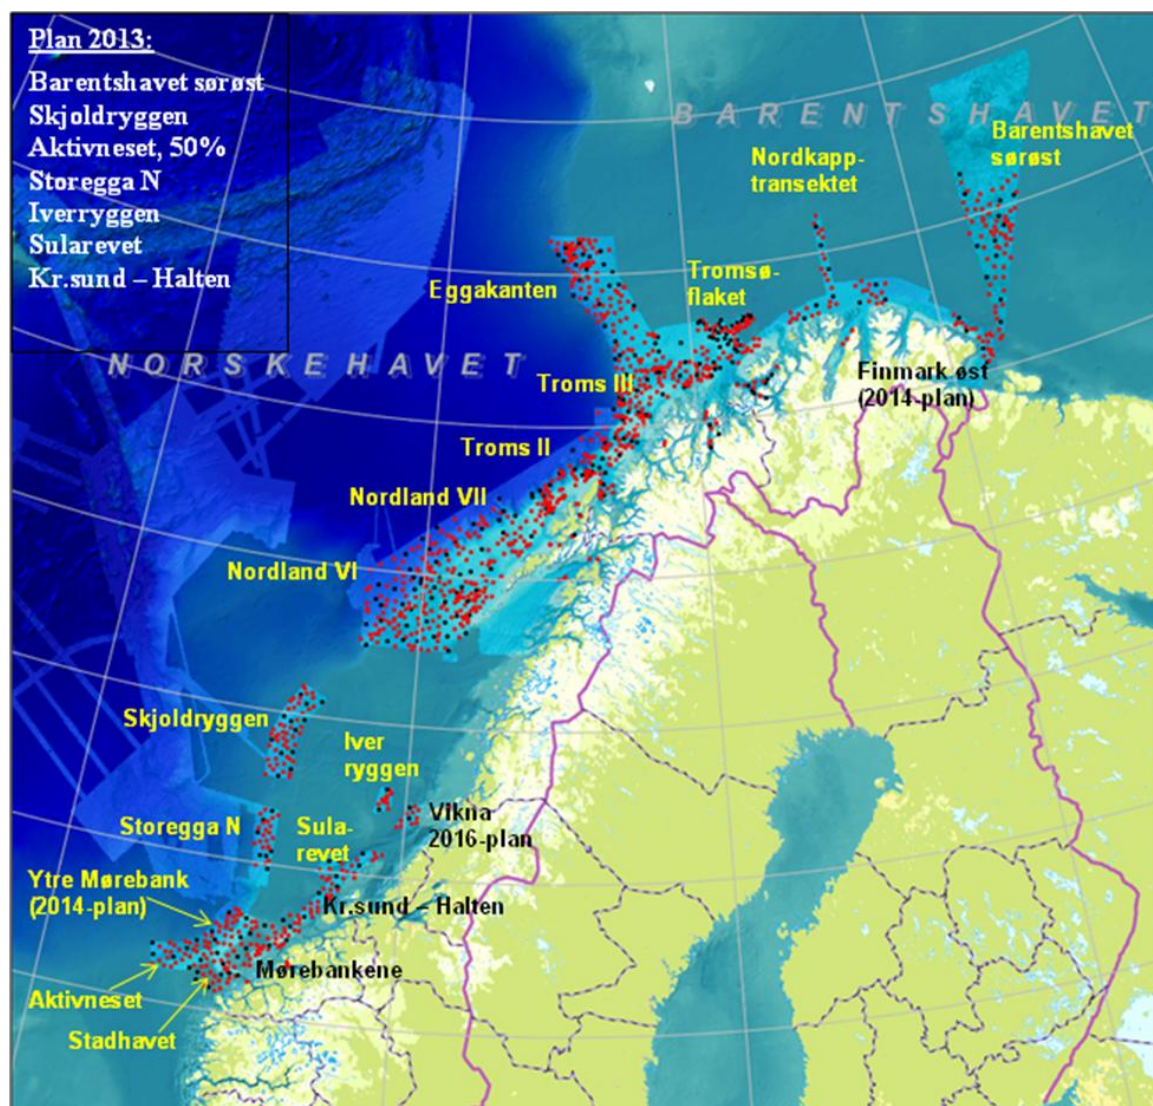 Plan 2013:
Barentshavet sørøst
Skjoldryggen
Aktivneset, 50%
Storegga N
Iverryggen
Sularevet
Kr.sund – Halten
BARENTSHAVET
Barentshavet
sørøst
Nordkapp-
transektet
Tromsø-
flaket
Eggakanten
NORSKEHAVET
Troms III
Finmark øst
(2014-plan)
Troms II
Nordland VII
Nordland VI
Skjoldryggen
Iver
ryggen
Vikna
2016-plan
Storegga N
Sula-
revet
Ytre Mørebank
(2014-plan)
Kr.sund – Halten
Mørebankene
Aktivneset
Stadhavet